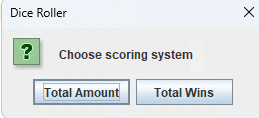 Dice Roller
?
Choose scoring system
Total Amount
Total Wins